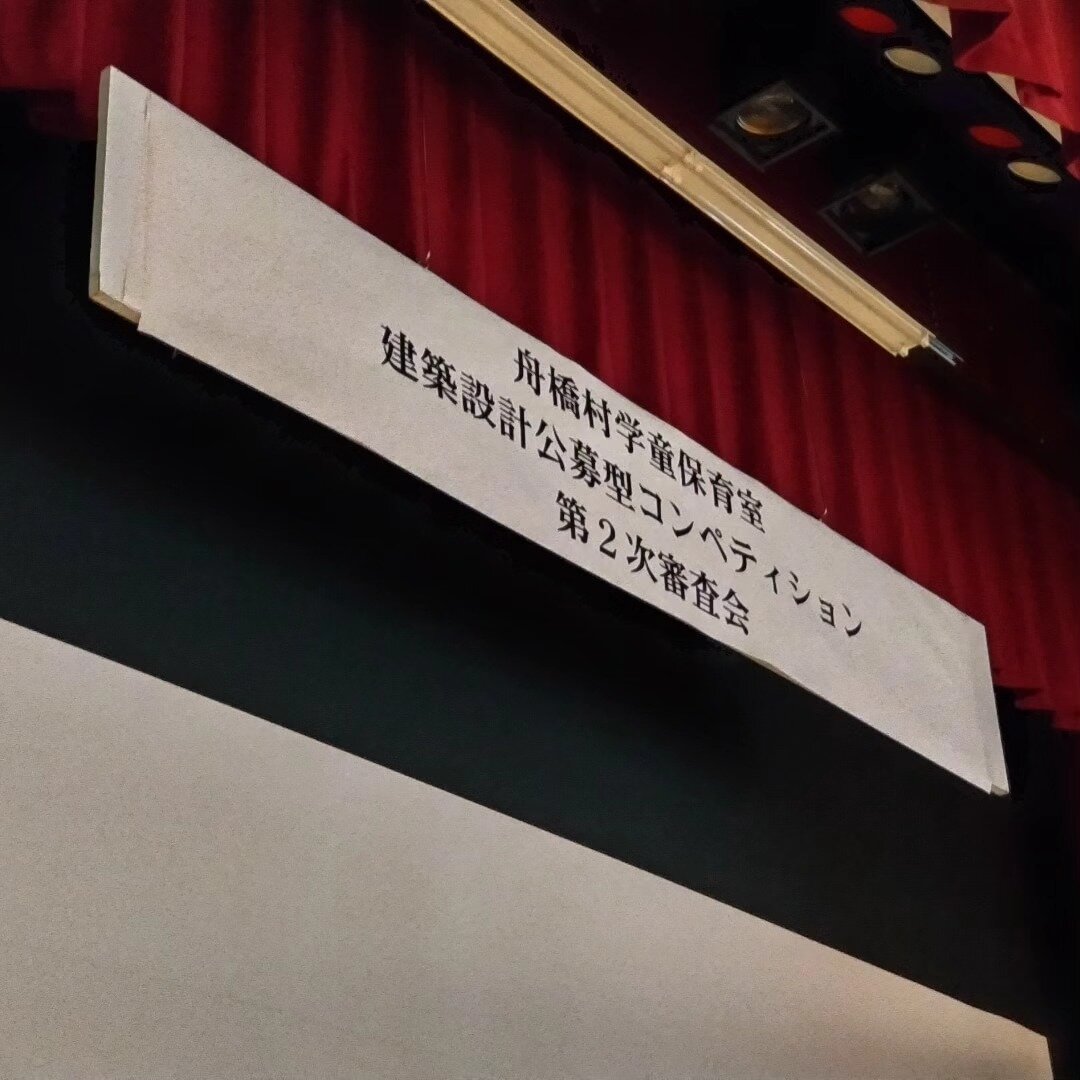 舟橋村学童保育室
建築設計公募型コンペティション
第2次審査会